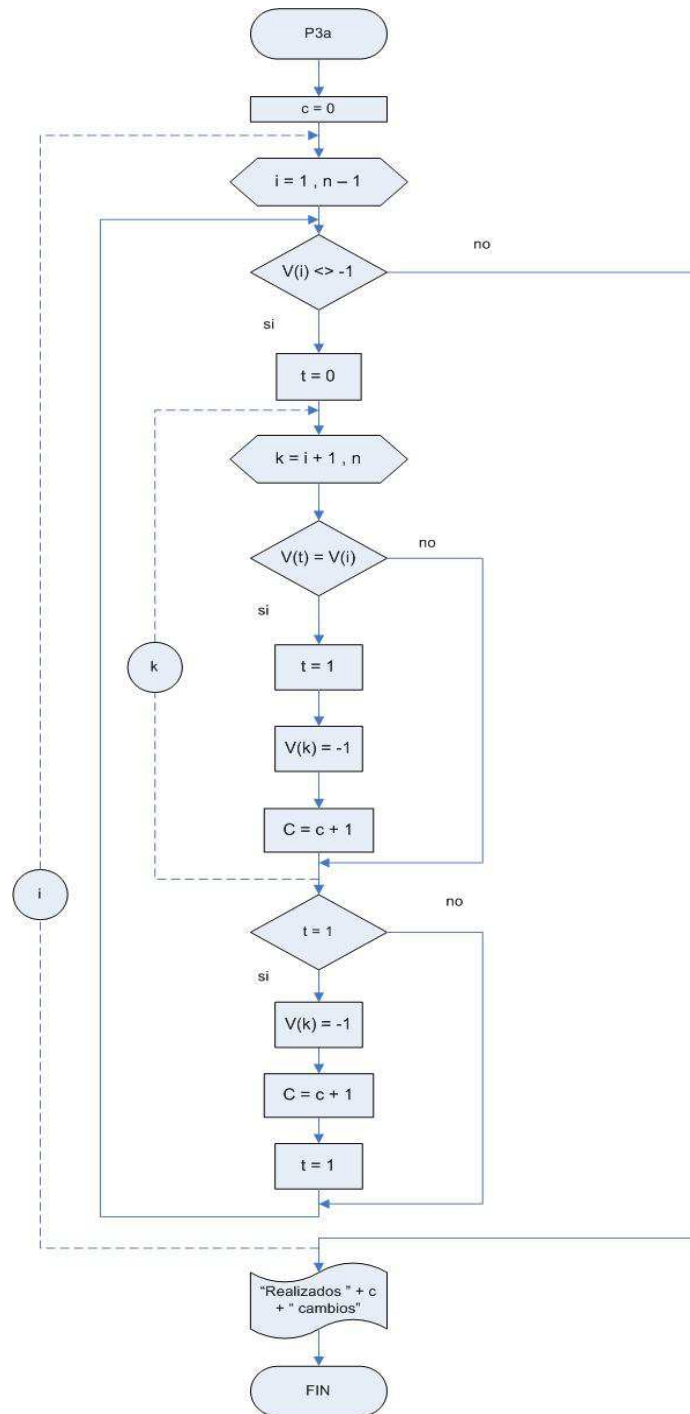 P3a
c = 0
i = 1 , n – 1
V(i) <> -1
no
si
t = 0
k = i + 1 , n
V(t) = V(i)
no
si
t = 1
k
V(k) = -1
C = c + 1
i
t = 1
no
si
V(k) = -1
C = c + 1
t = 1
“Realizados ” + c
+ “ cambios”
FIN